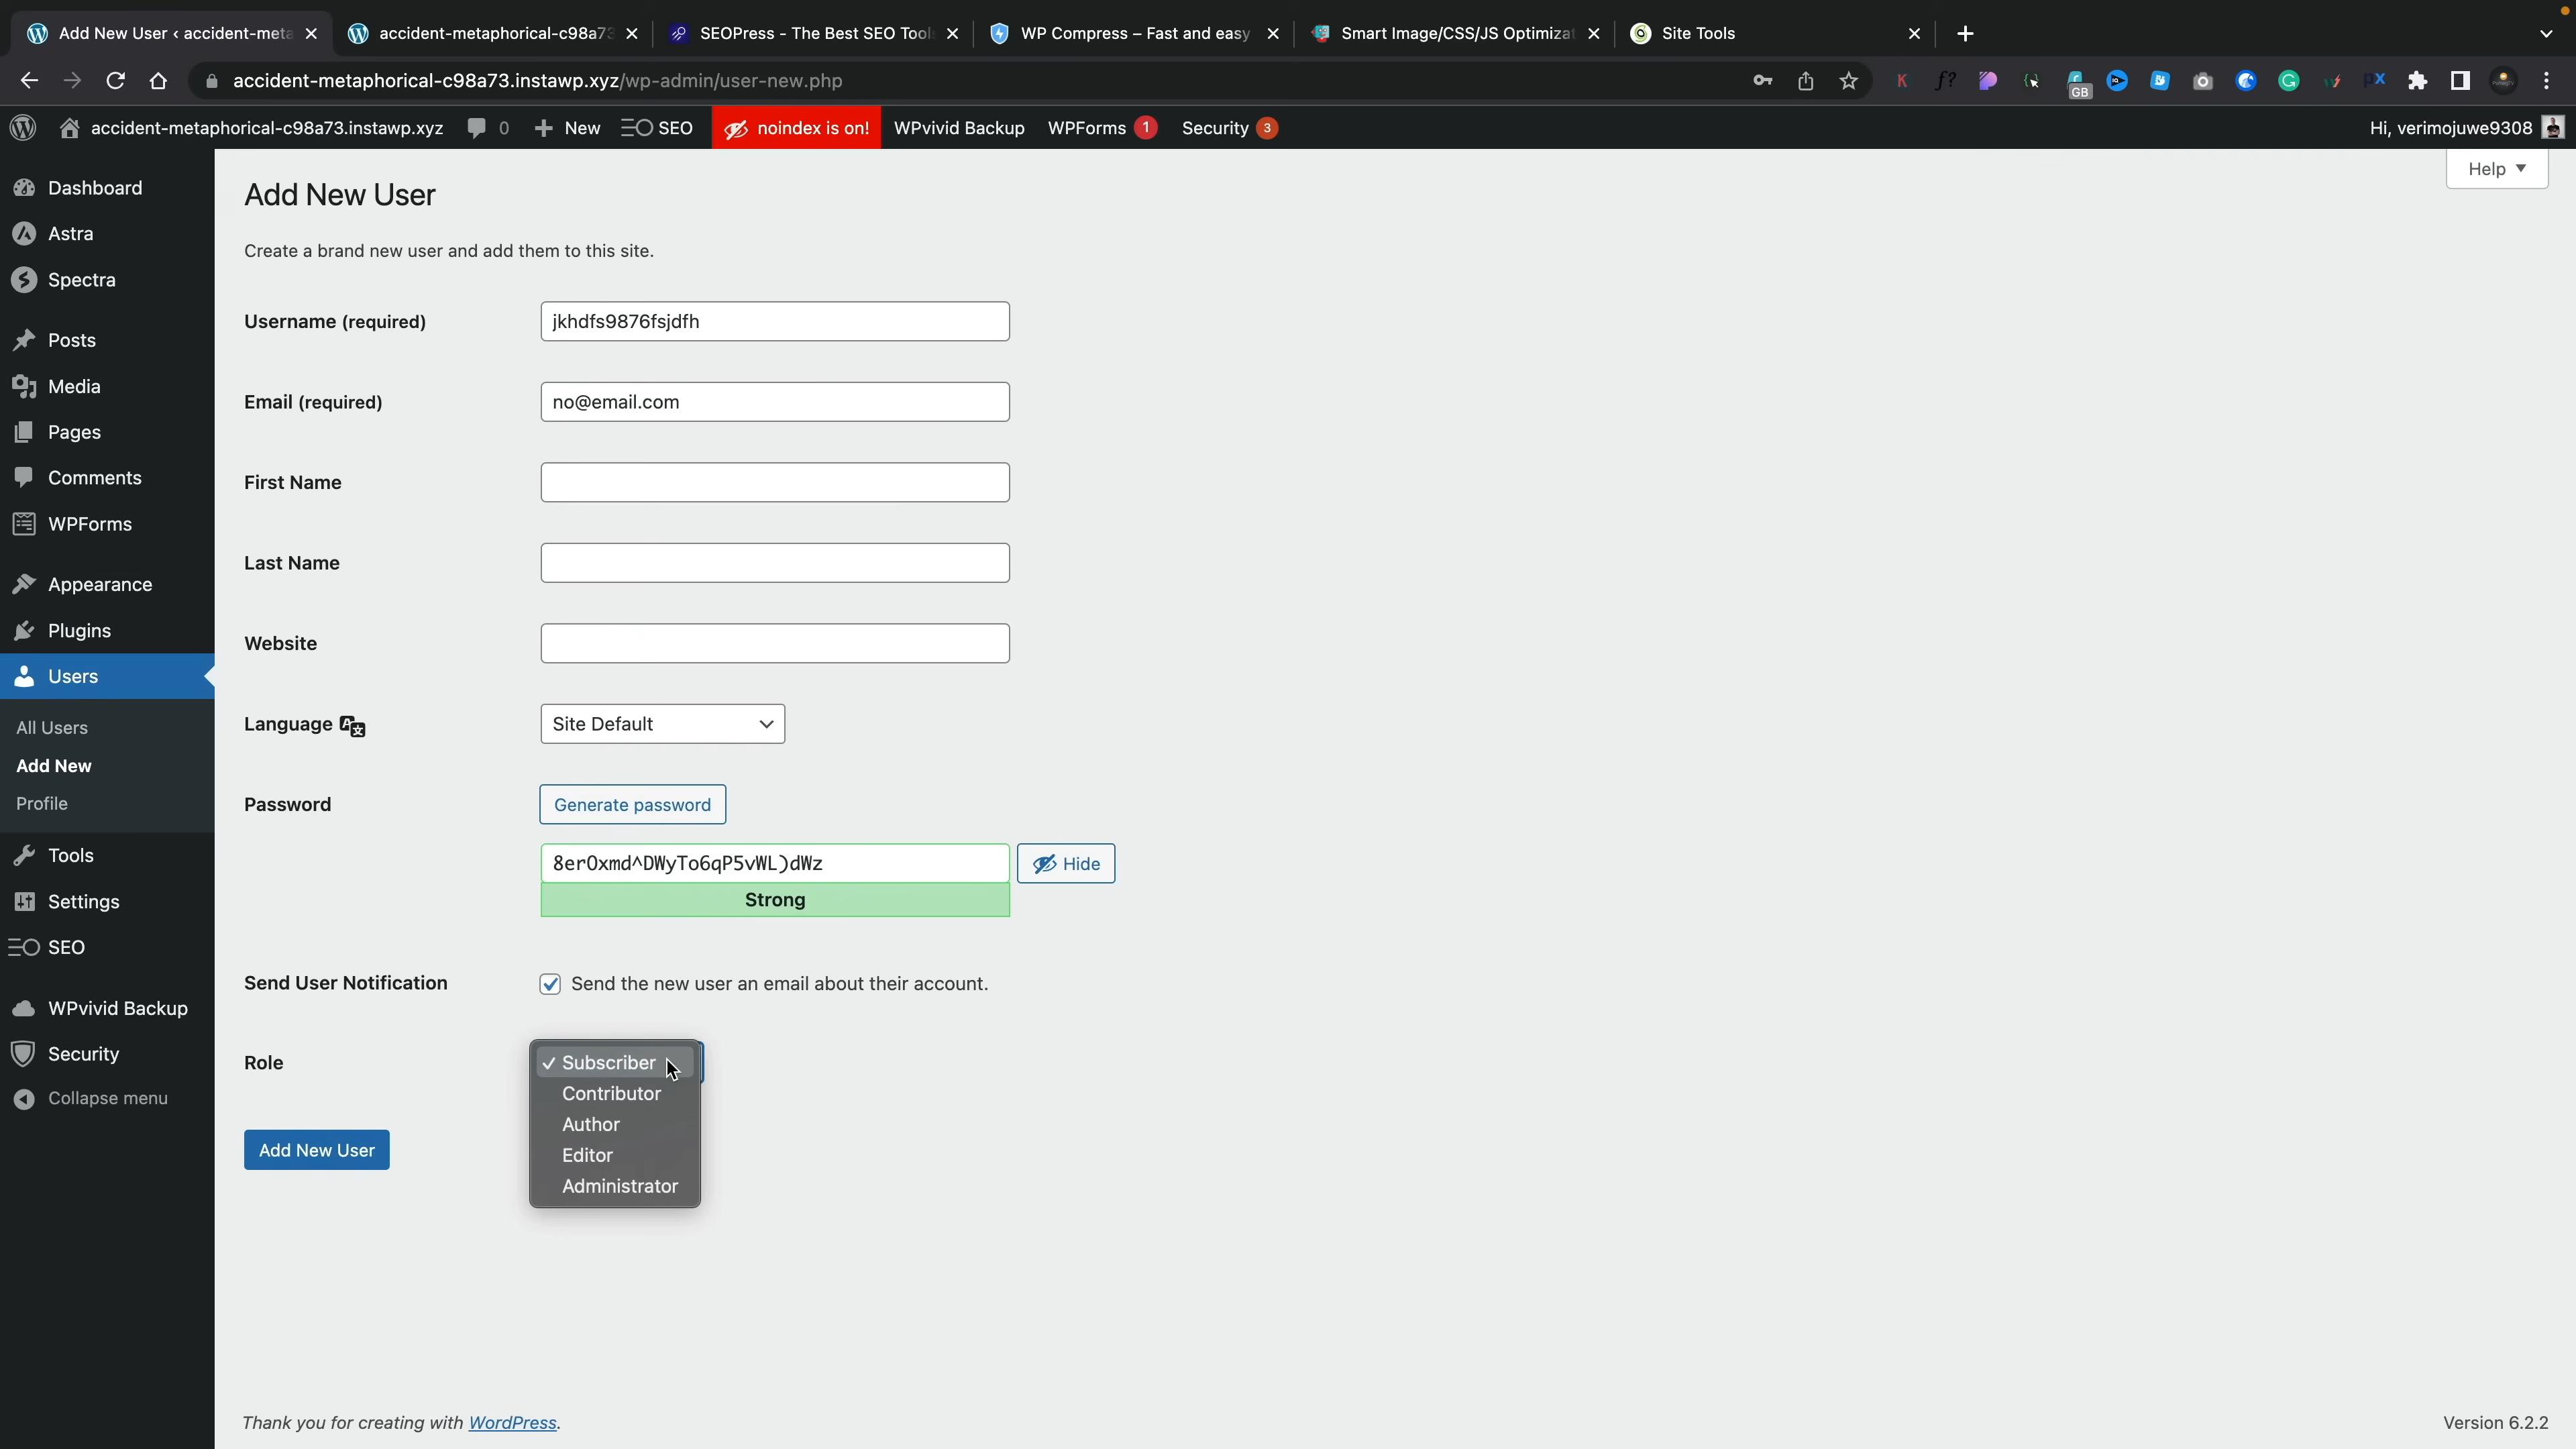 Add New User ‹ accident-meta
accident-metaphorical-c98a73
SEOPress - The Best SEO Tool
WP Compress – Fast and easy
Smart Image/CSS/JS Optimizat
Site Tools
accident-metaphorical-c98a73.instawp.xyz/wp-admin/user-new.php
GB
accident-metaphorical-c98a73.instawp.xyz
0
New
SEO
noindex is on!
WPvivid Backup
WPForms 1
Security 3
Hi, verimojuwe9308
Dashboard
Astra
Spectra
Posts
Media
Pages
Comments
WPForms
Appearance
Plugins
Users
All Users
Add New
Profile
Tools
Settings
SEO
WPvivid Backup
Security
Collapse menu
Help
Add New User
Create a brand new user and add them to this site.
Username (required)
jkhdfs9876fsjdfh
Email (required)
no@email.com
First Name
Last Name
Website
Language
Site Default
Password
Generate password
8erOxmd^DWyTo6qP5vWL)dWz
Hide
Strong
Send User Notification
Send the new user an email about their account.
Role
✓ Subscriber
Contributor
Author
Editor
Administrator
Add New User
Thank you for creating with WordPress.
Version 6.2.2